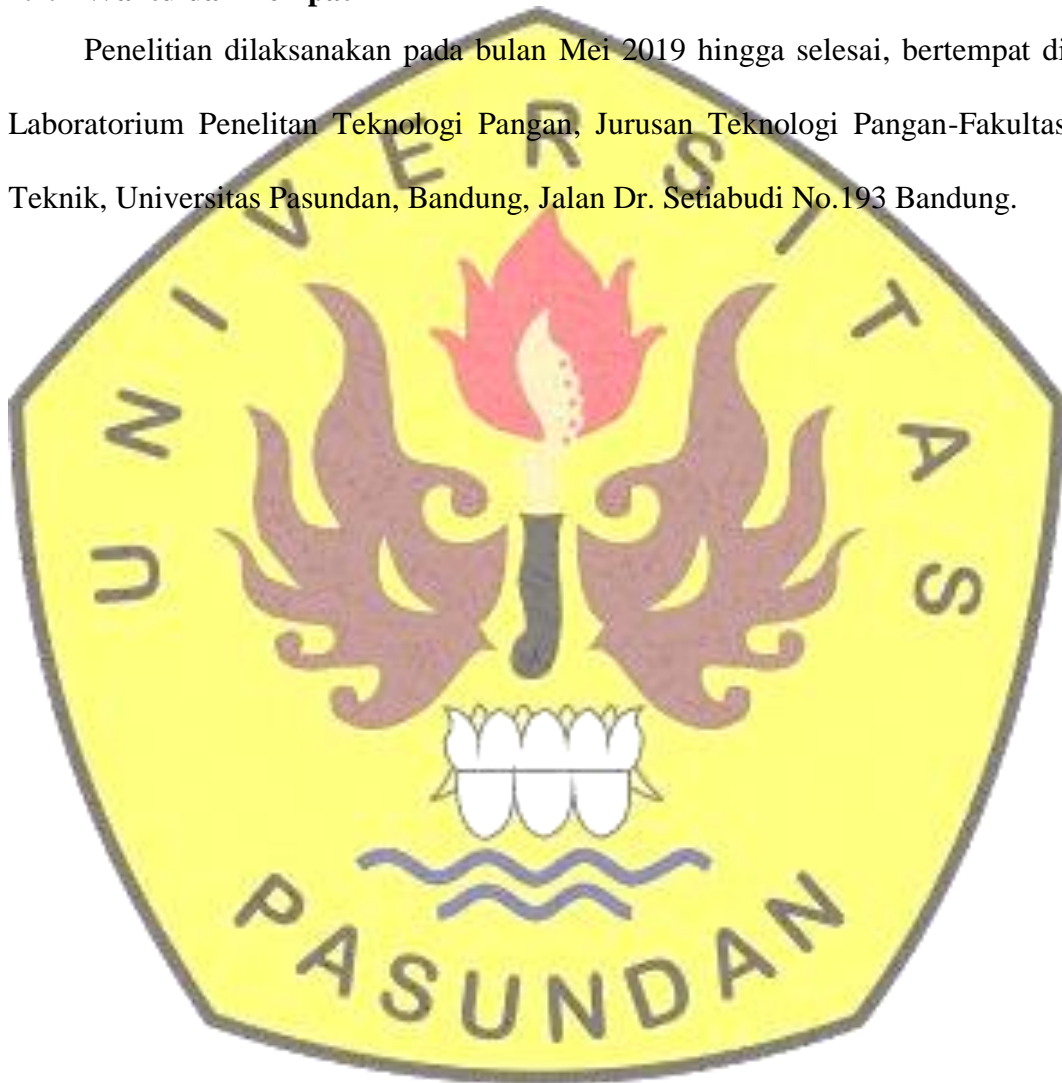 Penelitian dilaksanakan pada bulan Mei 2019 hingga selesai, bertempat di
Laboratorium Penelitan Teknologi Pangan, Jurusan Teknologi Pangan-Fakultas
Teknik, Universitas Pasundan, Bandung, Jalan Dr. Setiabudi No.193 Bandung.
UNIVERSITAS
PASUNDAN